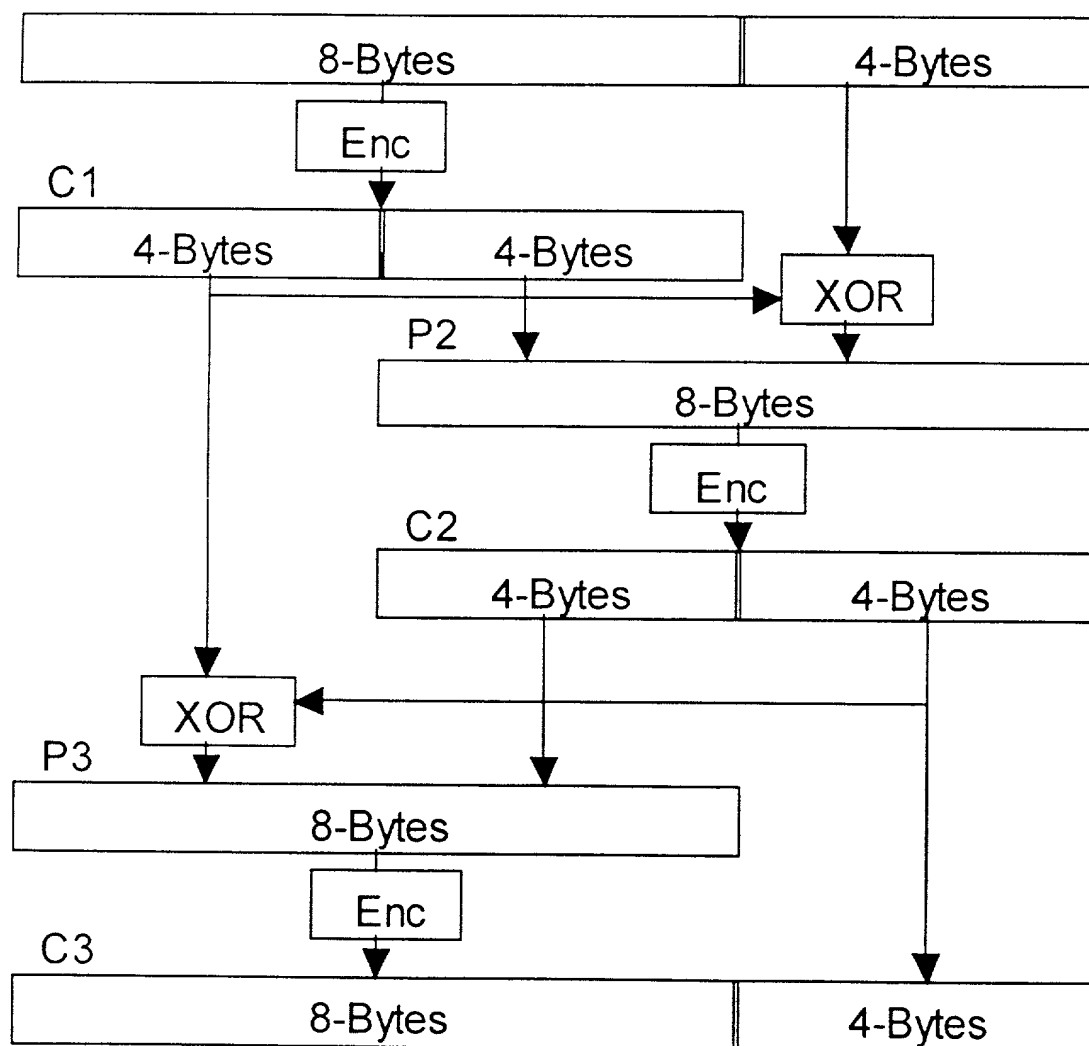 8-Bytes 4-Bytes
Enc
C1
4-Bytes 4-Bytes
XOR
P2
8-Bytes
Enc
C2
4-Bytes 4-Bytes
XOR
P3
8-Bytes
Enc
C3
8-Bytes 4-Bytes